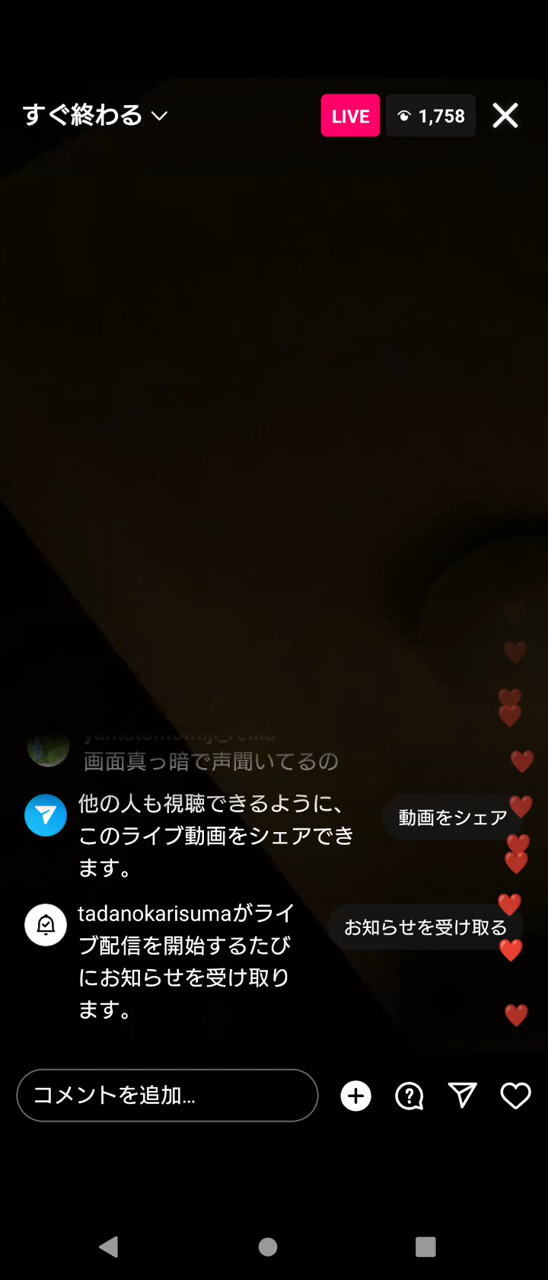 すぐ終わる
LIVE
1,758
画面真っ暗で声聞いてるの
他の人も視聴できるように、
このライブ動画をシェアでき
ます。
動画をシェア
tadanokarisumaがライ
ブ配信を開始するたび
にお知らせを受け取り
ます。
お知らせを受け取る
コメントを追加...